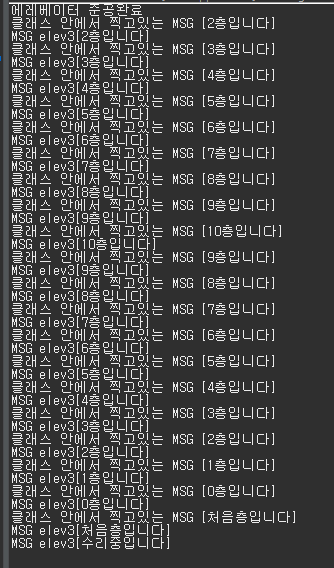 에레베이터 준공완료
클래스 안에서 찍고있는 MSG [2층입니다]
MSG elev3[2층입니다]
클래스 안에서 찍고있는 MSG [3층입니다]
MSG elev3[3층입니다]
클래스 안에서 찍고있는 MSG [4층입니다]
MSG elev3[4층입니다]
클래스 안에서 찍고있는 MSG [5층입니다]
MSG elev3[5층입니다]
클래스 안에서 찍고있는 MSG [6층입니다]
MSG elev3[6층입니다]
클래스 안에서 찍고있는 MSG [7층입니다]
MSG elev3[7층입니다]
클래스 안에서 찍고있는 MSG [8층입니다]
MSG elev3[8층입니다]
클래스 안에서 찍고있는 MSG [9층입니다]
MSG elev3[9층입니다]
클래스 안에서 찍고있는 MSG [10층입니다]
MSG elev3[10층입니다]
클래스 안에서 찍고있는 MSG [9층입니다]
MSG elev3[9층입니다]
클래스 안에서 찍고있는 MSG [8층입니다]
MSG elev3[8층입니다]
클래스 안에서 찍고있는 MSG [7층입니다]
MSG elev3[7층입니다]
클래스 안에서 찍고있는 MSG [6층입니다]
MSG elev3[6층입니다]
클래스 안에서 찍고있는 MSG [5층입니다]
MSG elev3[5층입니다]
클래스 안에서 찍고있는 MSG [4층입니다]
MSG elev3[4층입니다]
클래스 안에서 찍고있는 MSG [3층입니다]
MSG elev3[3층입니다]
클래스 안에서 찍고있는 MSG [2층입니다]
MSG elev3[2층입니다]
클래스 안에서 찍고있는 MSG [1층입니다]
MSG elev3[1층입니다]
클래스 안에서 찍고있는 MSG [0층입니다]
MSG elev3[0층입니다]
클래스 안에서 찍고있는 MSG [처음층입니다]
MSG elev3[처음층입니다]
MSG elev3[수리중입니다]